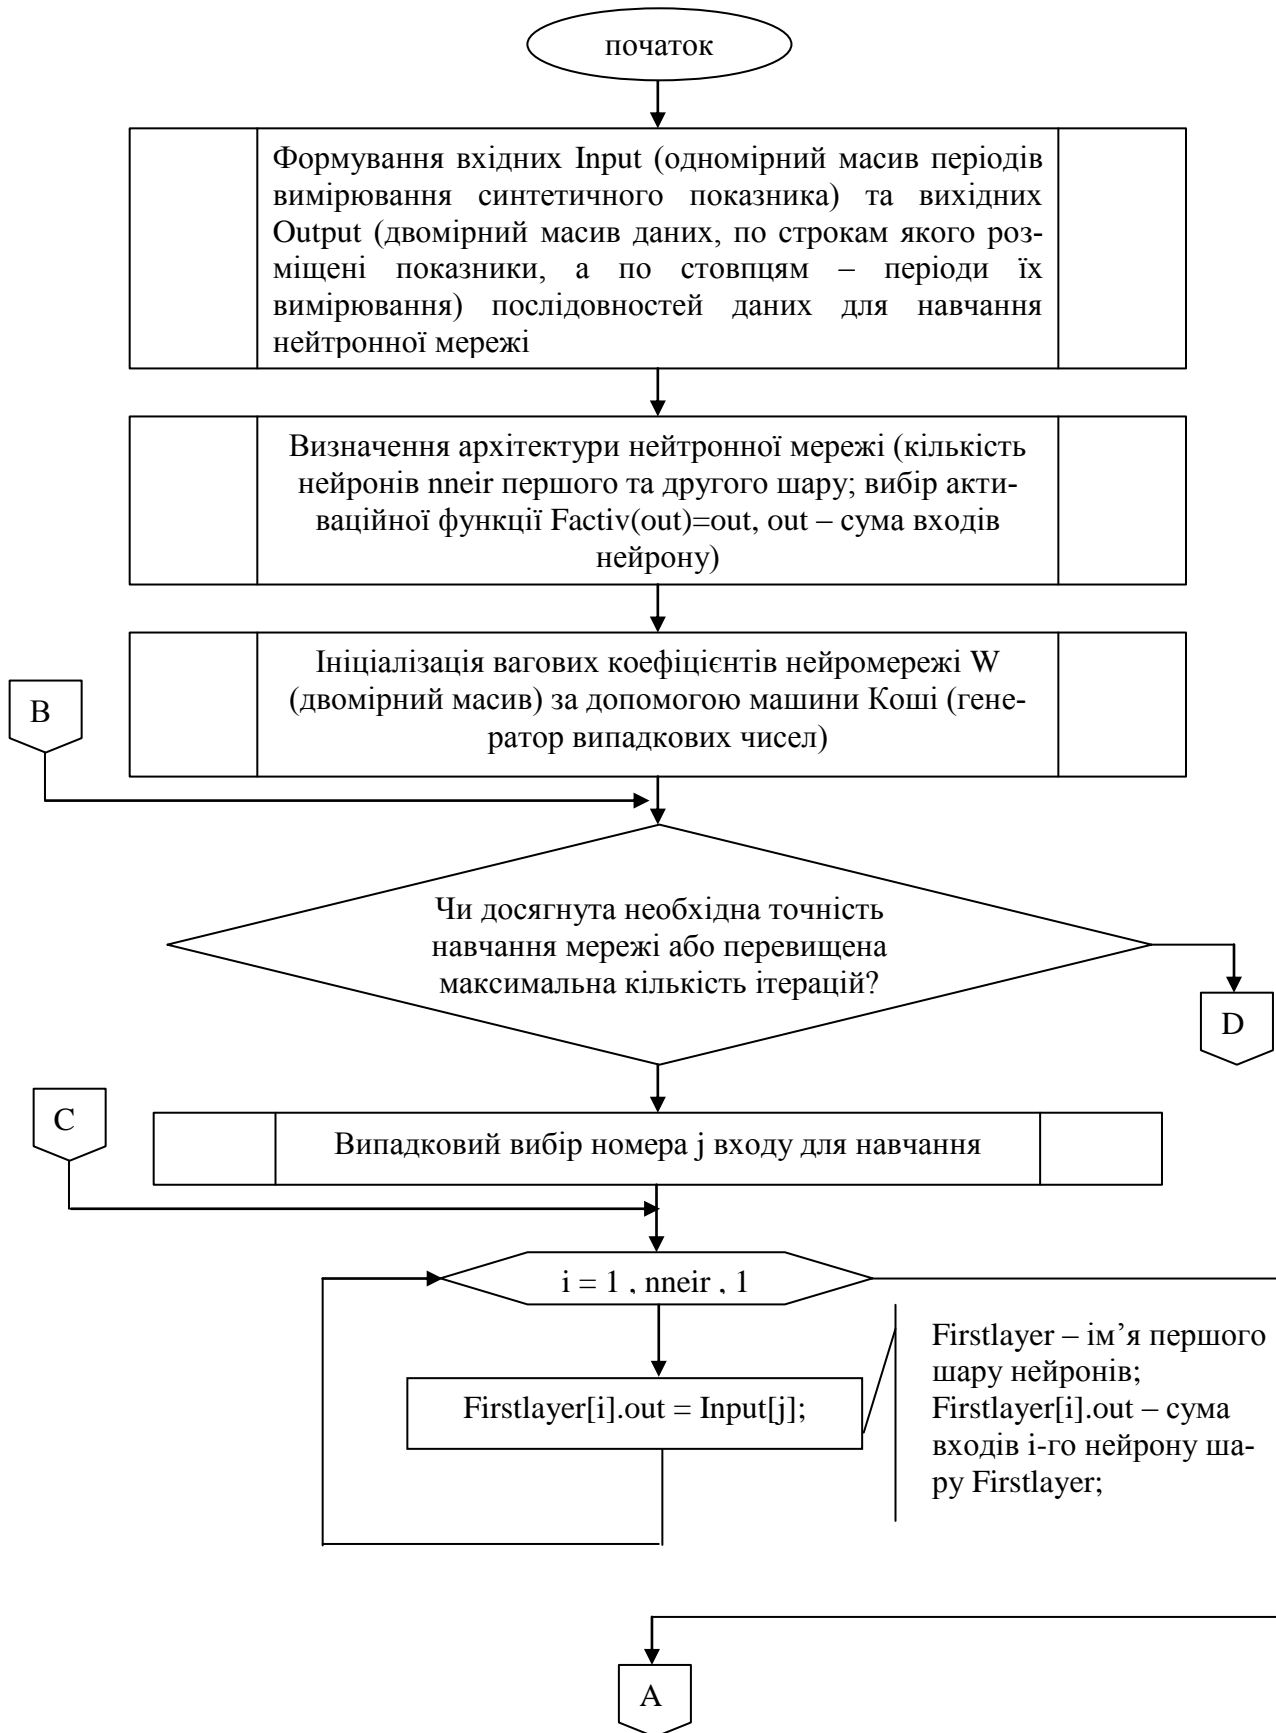 початок
Формування вхідних Input (одномірний масив періодів
вимірювання синтетичного показника) та вихідних
Output (двомірний масив даних, по строкам якого роз-
міщені показники, а по стовпцям – періоди їх
вимірювання) послідовностей даних для навчання
нейтронної мережі
Визначення архітектури нейтронної мережі (кількість
нейронів nneir першого та другого шару; вибір акти-
ваційної функції Factiv(out)=out, out – сума входів
нейрону)
Ініціалізація вагових коефіцієнтів нейромережі W
(двомірний масив) за допомогою машини Коші (гене-
ратор випадкових чисел)
B
Чи досягнута необхідна точність
навчання мережі або перевищена
максимальна кількість ітерацій?
D
C
Випадковий вибір номера j входу для навчання
i = 1 , nneir , 1
Firstlayer[i].out = Input[j];
Firstlayer – ім’я першого
шару нейронів;
Firstlayer[i].out – сума
входів і-го нейрону ша-
ру Firstlayer;
A